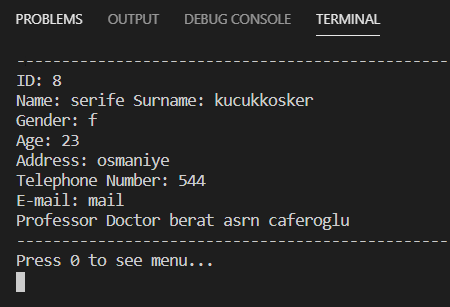 PROBLEMS OUTPUT DEBUG CONSOLE TERMINAL
--------------------------------------------------
ID: 8
Name: serife Surname: kucukkosker
Gender: f
Age: 23
Address: osmaniye
Telephone Number: 544
E-mail: mail
Professor Doctor berat asrn caferoglu
--------------------------------------------------
Press 0 to see menu...